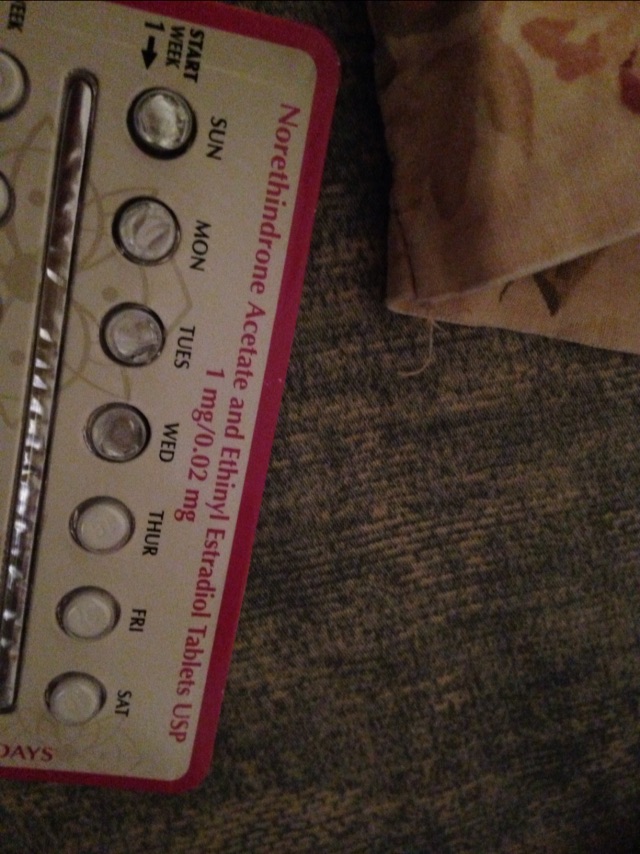 Norethindrone Acetate and Ethinyl Estradiol Tablets USP
1 mg/0.02 mg
START
WEEK
1
SUN
MON
TUES
WED
THUR
FRI
SAT
DAYS